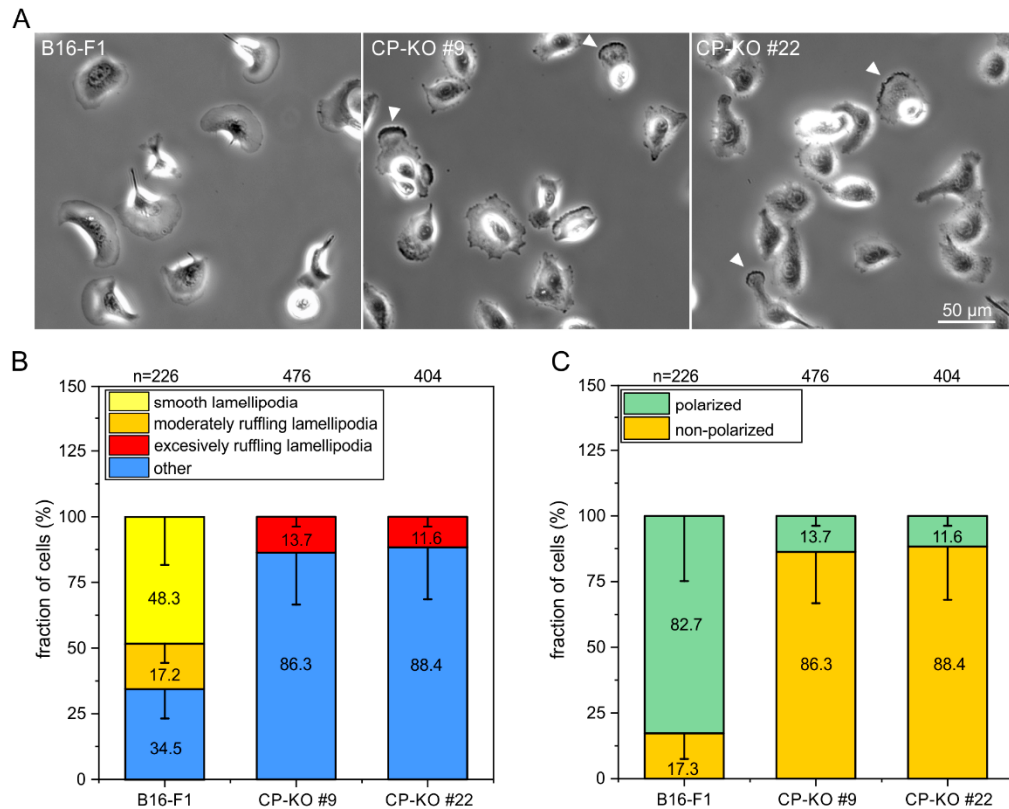 A
B16-F1
CP-KO #9
CP-KO #22
50 µm
B
n=226 476 404
150
125
100
75
50
25
0
fraction of cells (%)
smooth lamellipodia
moderately ruffling lamellipodia
excesively ruffling lamellipodia
other
48.3
17.2
34.5
13.7
86.3
11.6
88.4
B16-F1 CP-KO #9 CP-KO #22
C
n=226 476 404
150
125
100
75
50
25
0
fraction of cells (%)
polarized
non-polarized
82.7
17.3
13.7
86.3
11.6
88.4
B16-F1 CP-KO #9 CP-KO #22